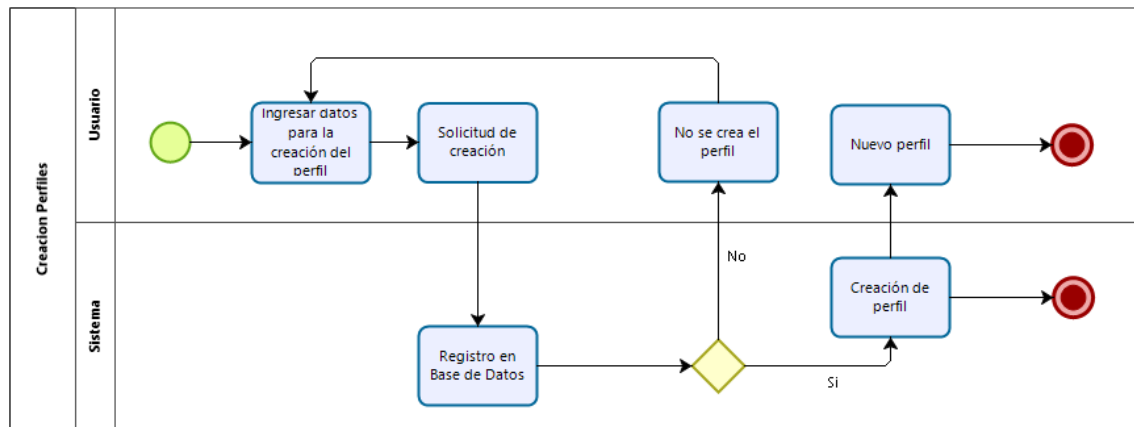 Creacion Perfiles
Usuario
Ingresar datos
para la
creación del
perfil
Solicitud de
creación
No se crea el
perfil
Nuevo perfil
Sistema
Registro en
Base de Datos
No
Si
Creación de
perfil